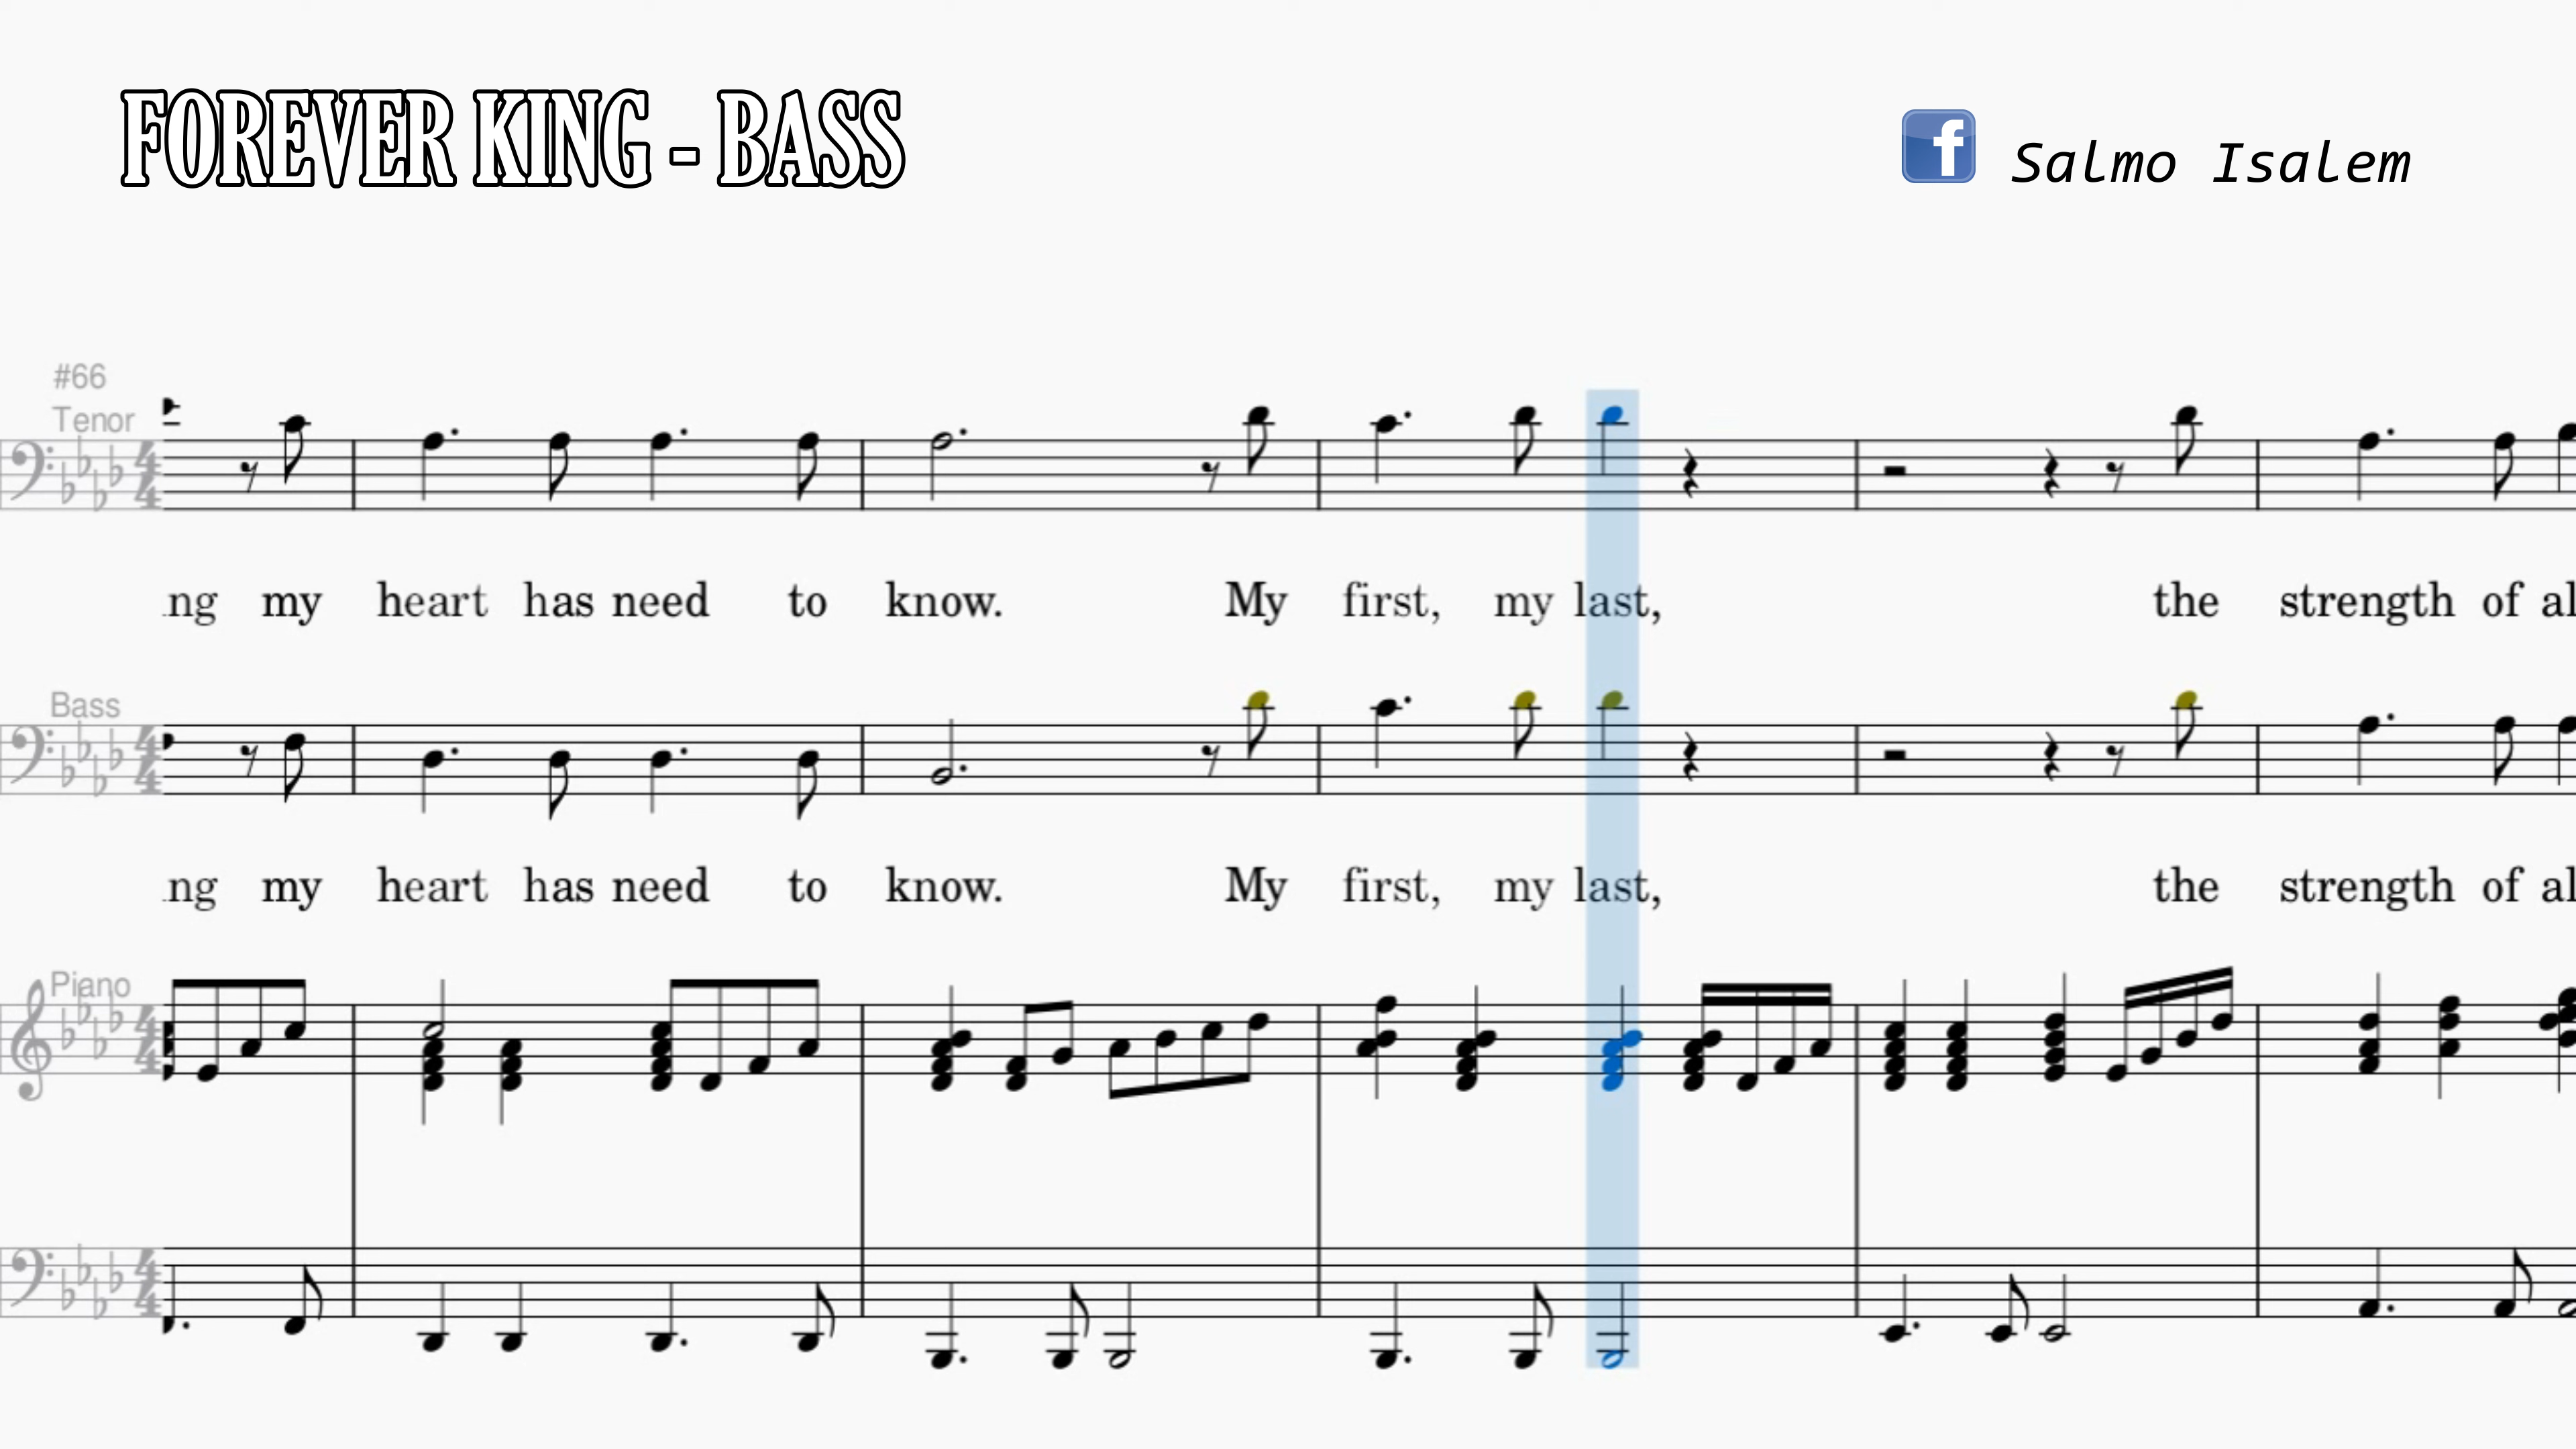 FOREVER KING - BASS
f Salmo Isalem
#66
Tenor
ng my heart has need to know. My first, my last, the strength of al
Bass
ng my heart has need to know. My first, my last, the strength of al
Piano